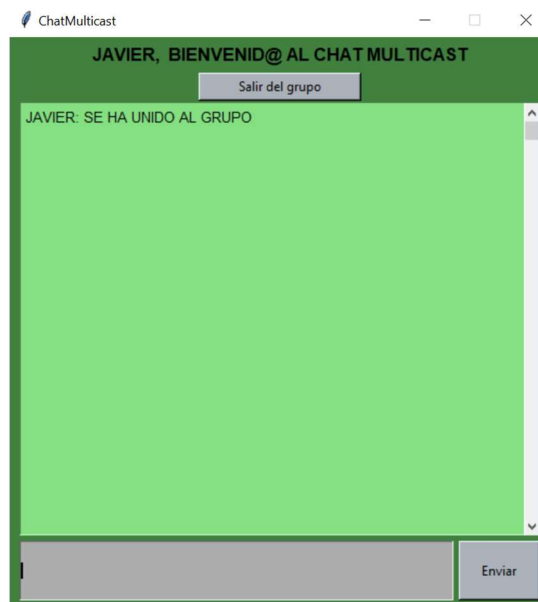 ChatMulticast
JAVIER, BIENVENID@ AL CHAT MULTICAST
Salir del grupo
JAVIER: SE HA UNIDO AL GRUPO
Enviar